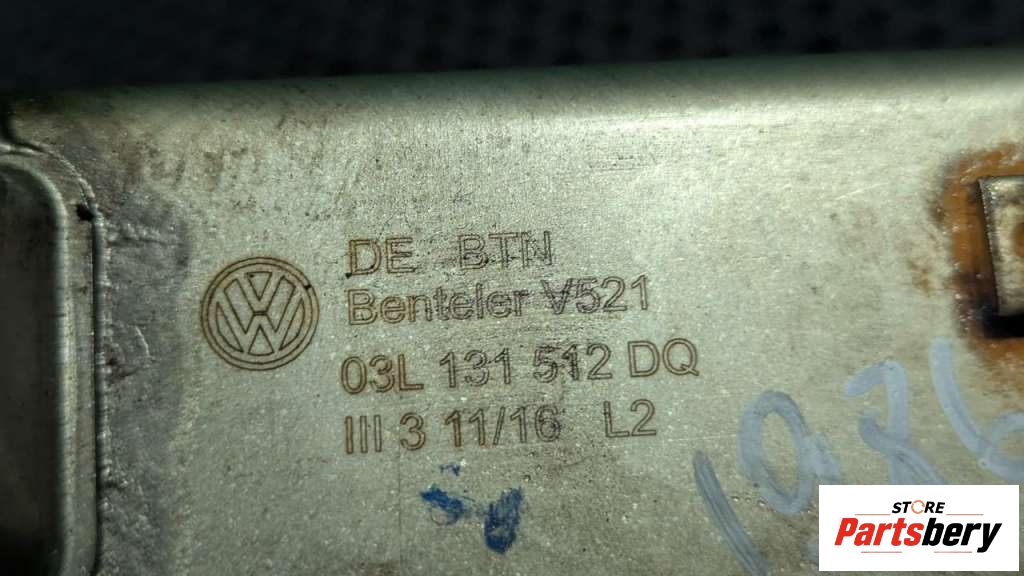 DE BTN
Benteler V521
03L 131 512 DQ
III 3 11/16 L2
STORE
Partsbery